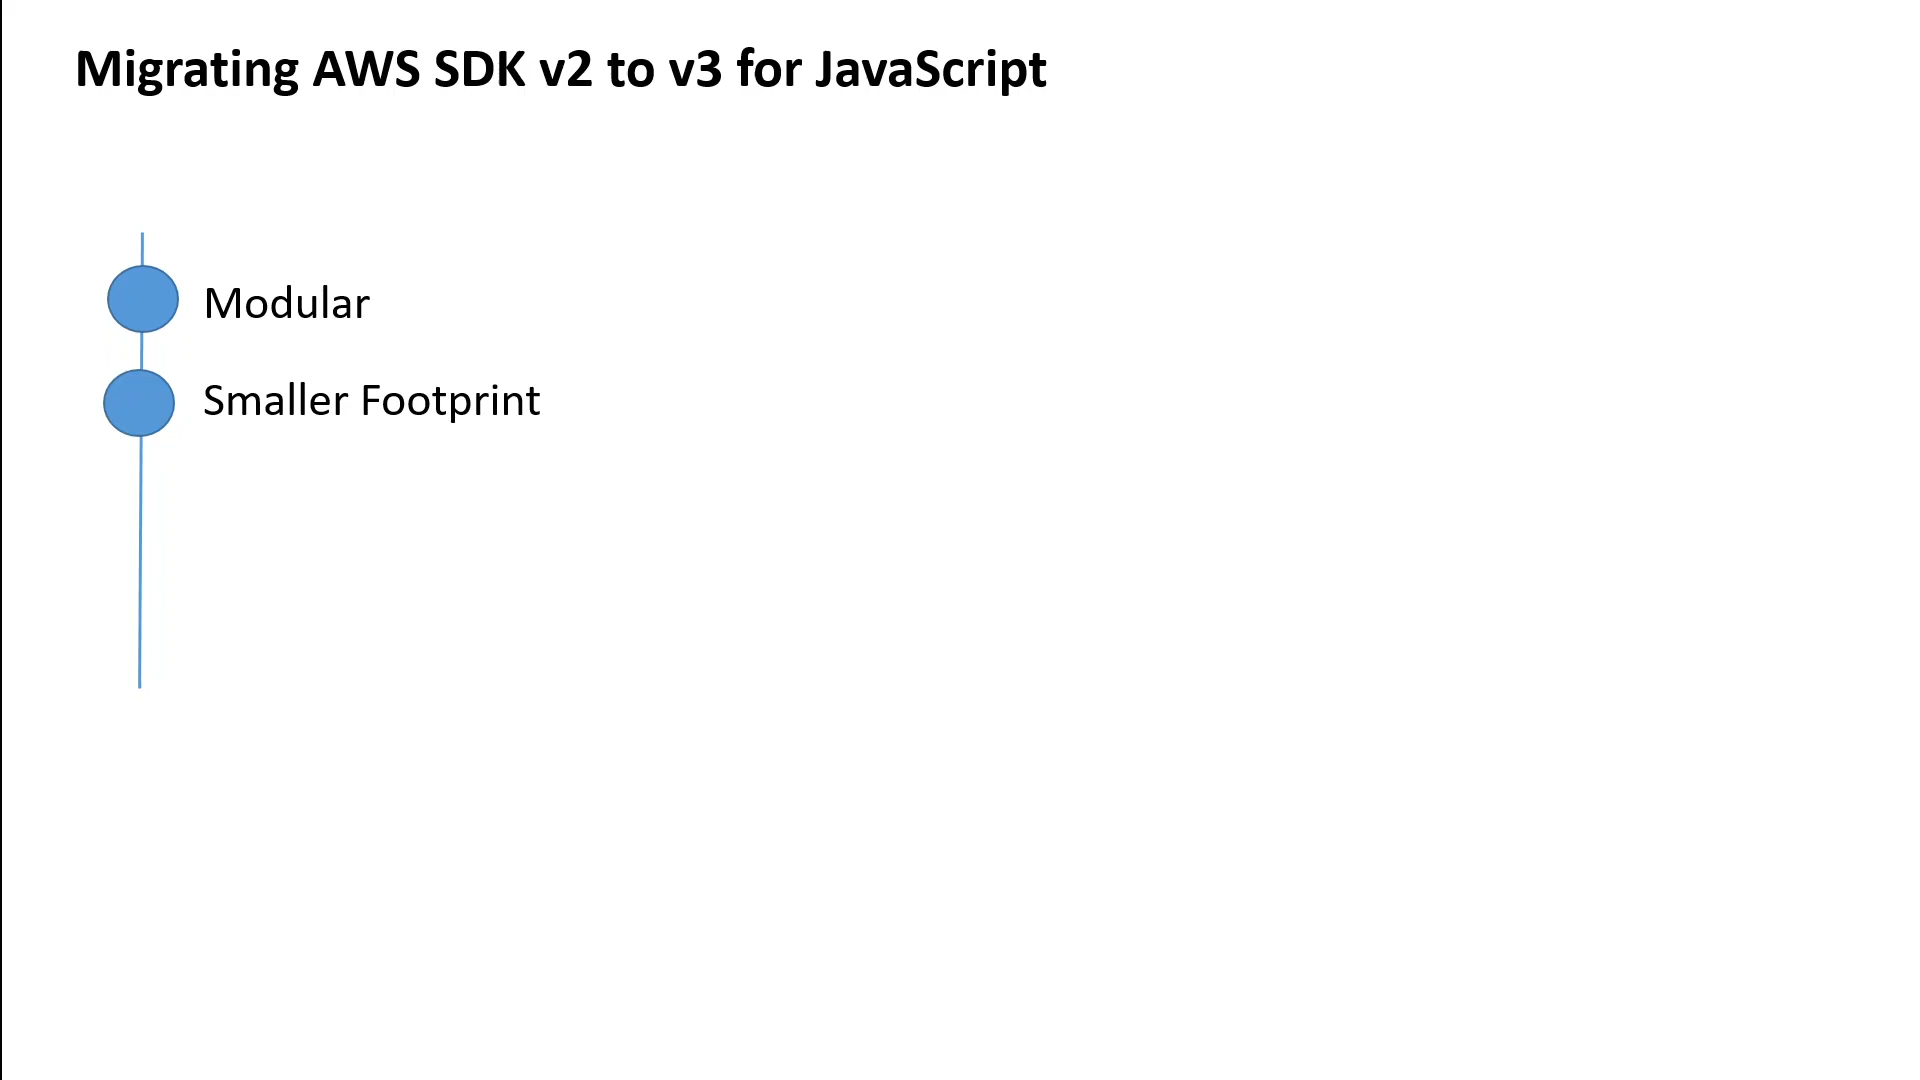 Migrating AWS SDK v2 to v3 for JavaScript
Modular
Smaller Footprint